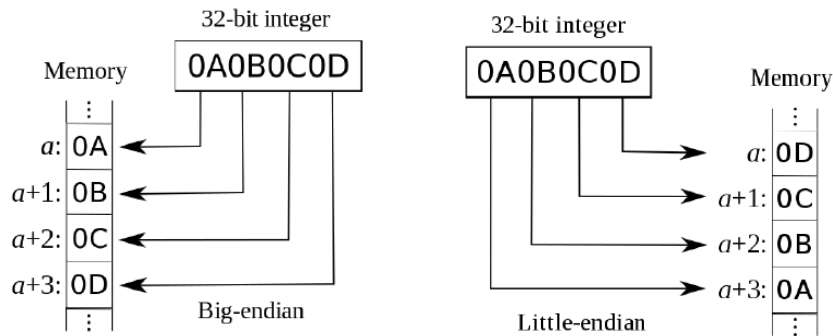 32-bit integer
0A0B0C0D
Memory
⋮
a: 0A
a+1: 0B
a+2: 0C
a+3: 0D
⋮
Big-endian
32-bit integer
0A0B0C0D
Memory
⋮
a: 0D
a+1: 0C
a+2: 0B
a+3: 0A
⋮
Little-endian